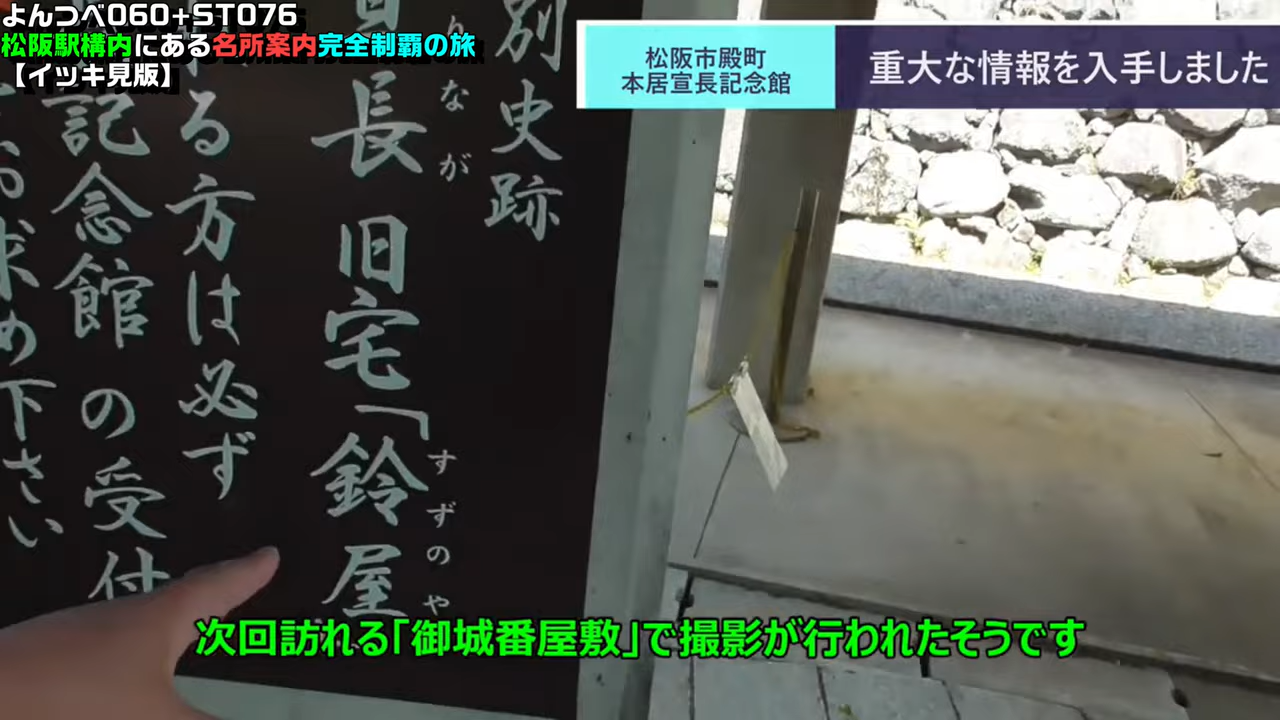 よんつべ060+ST076
松阪駅構内にある名所案内完全制覇の旅
【イツキ見版】
松阪市殿町
本居宣長記念館
重大な情報を入手しました
別史跡
長 旧宅「鈴屋
りながすずのや
る方は必ず
記念館の受付
お求め下さい
次回訪れる「御城番屋敷」で撮影が行われたそうです